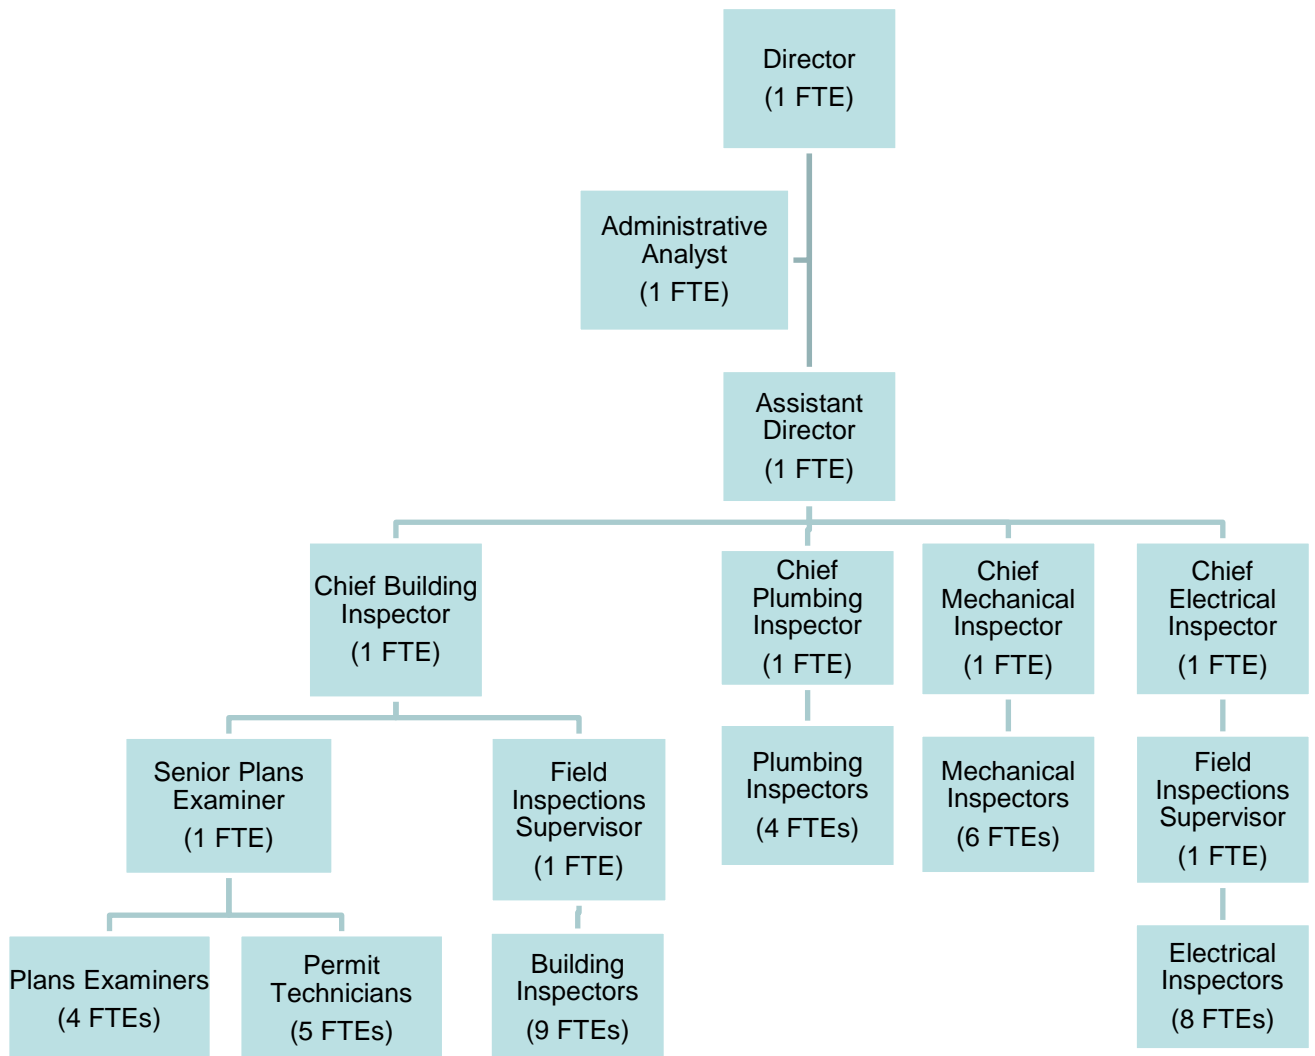 Director
(1 FTE)
Administrative
Analyst
(1 FTE)
Assistant
Director
(1 FTE)
Chief Building
Inspector
(1 FTE)
Chief
Plumbing
Inspector
(1 FTE)
Chief
Mechanical
Inspector
(1 FTE)
Chief
Electrical
Inspector
(1 FTE)
Senior Plans
Examiner
(1 FTE)
Field
Inspections
Supervisor
(1 FTE)
Plumbing
Inspectors
(4 FTEs)
Mechanical
Inspectors
(6 FTEs)
Field
Inspections
Supervisor
(1 FTE)
Plans Examiners
(4 FTEs)
Permit
Technicians
(5 FTEs)
Building
Inspectors
(9 FTEs)
Electrical
Inspectors
(8 FTEs)